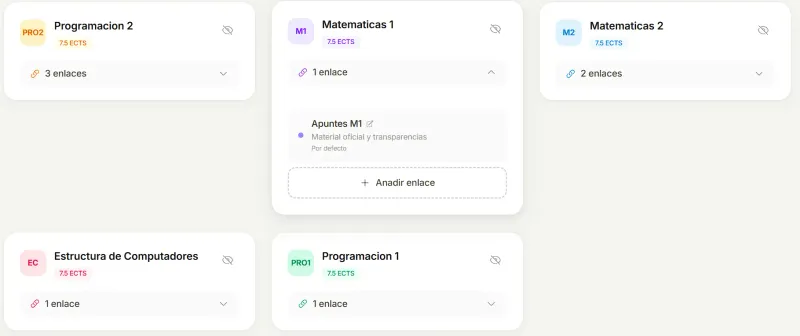 PRO2
Programacion 2
7.5 ECTS
3 enlaces
M1
Matematicas 1
7.5 ECTS
1 enlace
Apuntes M1
Material oficial y transparencias
Por defecto
+ Anadir enlace
M2
Matematicas 2
7.5 ECTS
2 enlaces
EC
Estructura de Computadores
7.5 ECTS
1 enlace
PRO1
Programacion 1
7.5 ECTS
1 enlace